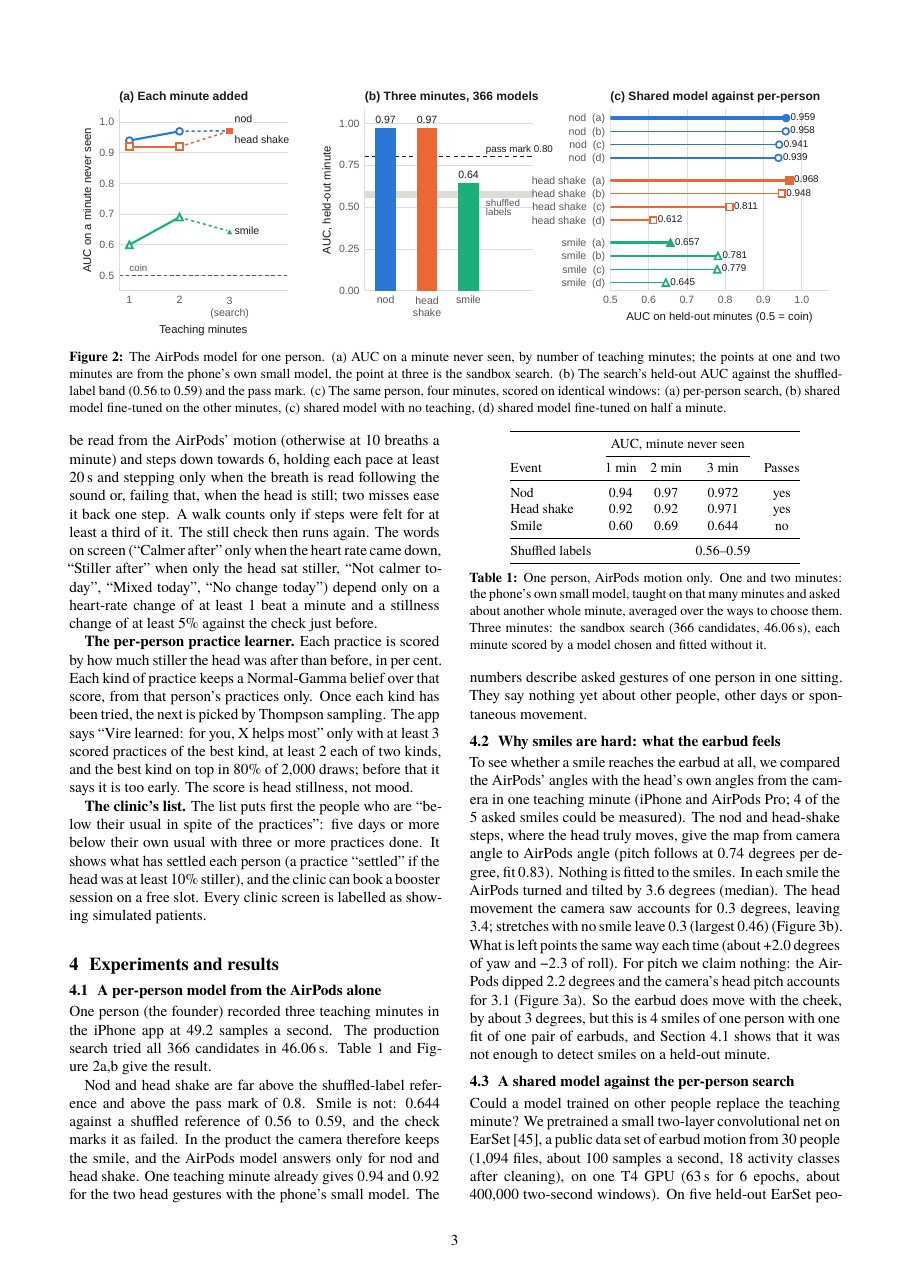 (a) Each minute added
AUC on a minute never seen
1.0
0.9
0.8
0.7
0.6
0.5
nod
head shake
smile
coin
1
2
3
(search)
Teaching minutes
(b) Three minutes, 366 models
AUC, held-out minute
1.00
0.75
0.50
0.25
0.00
0.97
0.97
0.64
pass mark 0.80
shuffled
labels
nod
head
shake
smile
(c) Shared model against per-person
nod (a)
0.959
nod (b)
0.958
nod (c)
0.941
nod (d)
0.939
head shake (a)
0.968
head shake (b)
0.948
head shake (c)
0.811
head shake (d)
0.612
smile (a)
0.657
smile (b)
0.781
smile (c)
0.779
smile (d)
0.645
0.5
0.6
0.7
0.8
0.9
1.0
AUC on held-out minutes (0.5 = coin)
Figure 2: The AirPods model for one person. (a) AUC on a minute never seen, by number of teaching minutes; the points at one and two
minutes are from the phone's own small model, the point at three is the sandbox search. (b) The search's held-out AUC against the shuffled-
label band (0.56 to 0.59) and the pass mark. (c) The same person, four minutes, scored on identical windows: (a) per-person search, (b) shared
model fine-tuned on the other minutes, (c) shared model with no teaching, (d) shared model fine-tuned on half a minute.
be read from the AirPods' motion (otherwise at 10 breaths a
minute) and steps down towards 6, holding each pace at least
20 s and stepping only when the breath is read following the
sound or, failing that, when the head is still; two misses ease
it back one step. A walk counts only if steps were felt for at
least a third of it. The still check then runs again. The words
on screen (“Calmer after” only when the heart rate came down,
“Stiller after” when only the head sat stiller, “Not calmer to-
day”, “Mixed today”, “No change today”) depend only on a
heart-rate change of at least 1 beat a minute and a stillness
change of at least 5% against the check just before.
The per-person practice learner. Each practice is scored
by how much stiller the head was after than before, in per cent.
Each kind of practice keeps a Normal-Gamma belief over that
score, from that person's practices only. Once each kind has
been tried, the next is picked by Thompson sampling. The app
says “Vire learned: for you, X helps most” only with at least 3
scored practices of the best kind, at least 2 each of two kinds,
and the best kind on top in 80% of 2,000 draws; before that it
says it is too early. The score is head stillness, not mood.
The clinic's list. The list puts first the people who are “be-
low their usual in spite of the practices”: five days or more
below their own usual with three or more practices done. It
shows what has settled each person (a practice “settled” if the
head was at least 10% stiller), and the clinic can book a booster
session on a free slot. Every clinic screen is labelled as show-
ing simulated patients.
4 Experiments and results
4.1 A per-person model from the AirPods alone
One person (the founder) recorded three teaching minutes in
the iPhone app at 49.2 samples a second. The production
search tried all 366 candidates in 46.06 s. Table 1 and Fig-
ure 2a,b give the result.
Nod and head shake are far above the shuffled-label refer-
ence and above the pass mark of 0.8. Smile is not: 0.644
against a shuffled reference of 0.56 to 0.59, and the check
marks it as failed. In the product the camera therefore keeps
the smile, and the AirPods model answers only for nod and
head shake. One teaching minute already gives 0.94 and 0.92
for the two head gestures with the phone's small model. The
AUC, minute never seen
Event 1 min 2 min 3 min Passes
Nod 0.94 0.97 0.972 yes
Head shake 0.92 0.92 0.971 yes
Smile 0.60 0.69 0.644 no
Shuffled labels 0.56–0.59
Table 1: One person, AirPods motion only. One and two minutes:
the phone's own small model, taught on that many minutes and asked
about another whole minute, averaged over the ways to choose them.
Three minutes: the sandbox search (366 candidates, 46.06 s), each
minute scored by a model chosen and fitted without it.
numbers describe asked gestures of one person in one sitting.
They say nothing yet about other people, other days or spon-
taneous movement.
4.2 Why smiles are hard: what the earbud feels
To see whether a smile reaches the earbud at all, we compared
the AirPods' angles with the head's own angles from the cam-
era in one teaching minute (iPhone and AirPods Pro; 4 of the
5 asked smiles could be measured). The nod and head-shake
steps, where the head truly moves, give the map from camera
angle to AirPods angle (pitch follows at 0.74 degrees per de-
gree, fit 0.83). Nothing is fitted to the smiles. In each smile the
AirPods turned and tilted by 3.6 degrees (median). The head
movement the camera saw accounts for 0.3 degrees, leaving
3.4; stretches with no smile leave 0.3 (largest 0.46) (Figure 3b).
What is left points the same way each time (about +2.0 degrees
of yaw and −2.3 of roll). For pitch we claim nothing: the Air-
Pods dipped 2.2 degrees and the camera's head pitch accounts
for 3.1 (Figure 3a). So the earbud does move with the cheek,
by about 3 degrees, but this is 4 smiles of one person with one
fit of one pair of earbuds, and Section 4.1 shows that it was
not enough to detect smiles on a held-out minute.
4.3 A shared model against the per-person search
Could a model trained on other people replace the teaching
minute? We pretrained a small two-layer convolutional net on
EarSet [45], a public data set of earbud motion from 30 people
(1,094 files, about 100 samples a second, 18 activity classes
after cleaning), on one T4 GPU (63 s for 6 epochs, about
400,000 two-second windows). On five held-out EarSet peo-
3